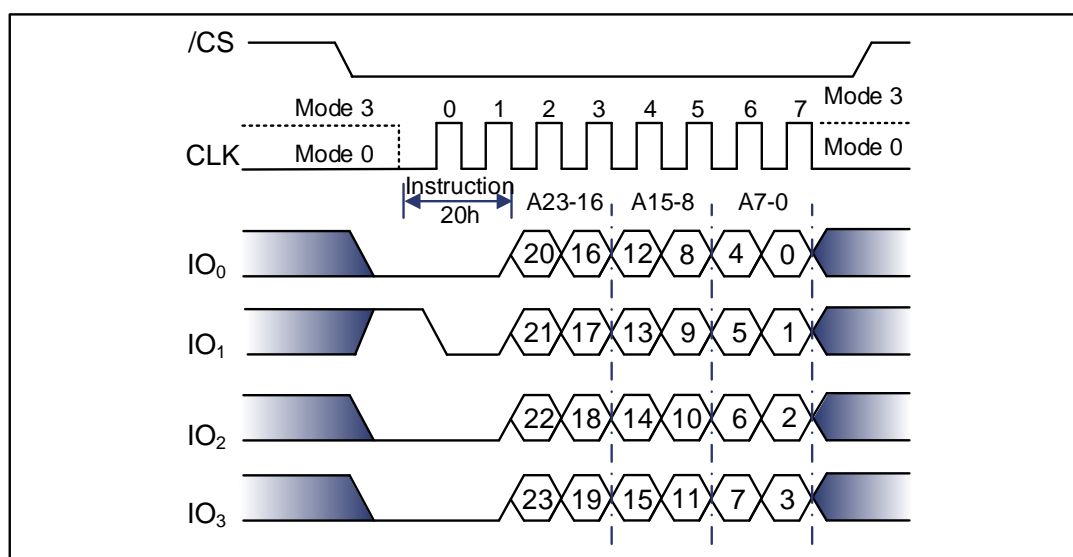 /CS
Mode 3 0 1 2 3 4 5 6 7 Mode 3
CLK Mode 0 Mode 0
Instruction
20h A23-16 A15-8 A7-0
IO0 20 16 12 8 4 0
IO1 21 17 13 9 5 1
IO2 22 18 14 10 6 2
IO3 23 19 15 11 7 3